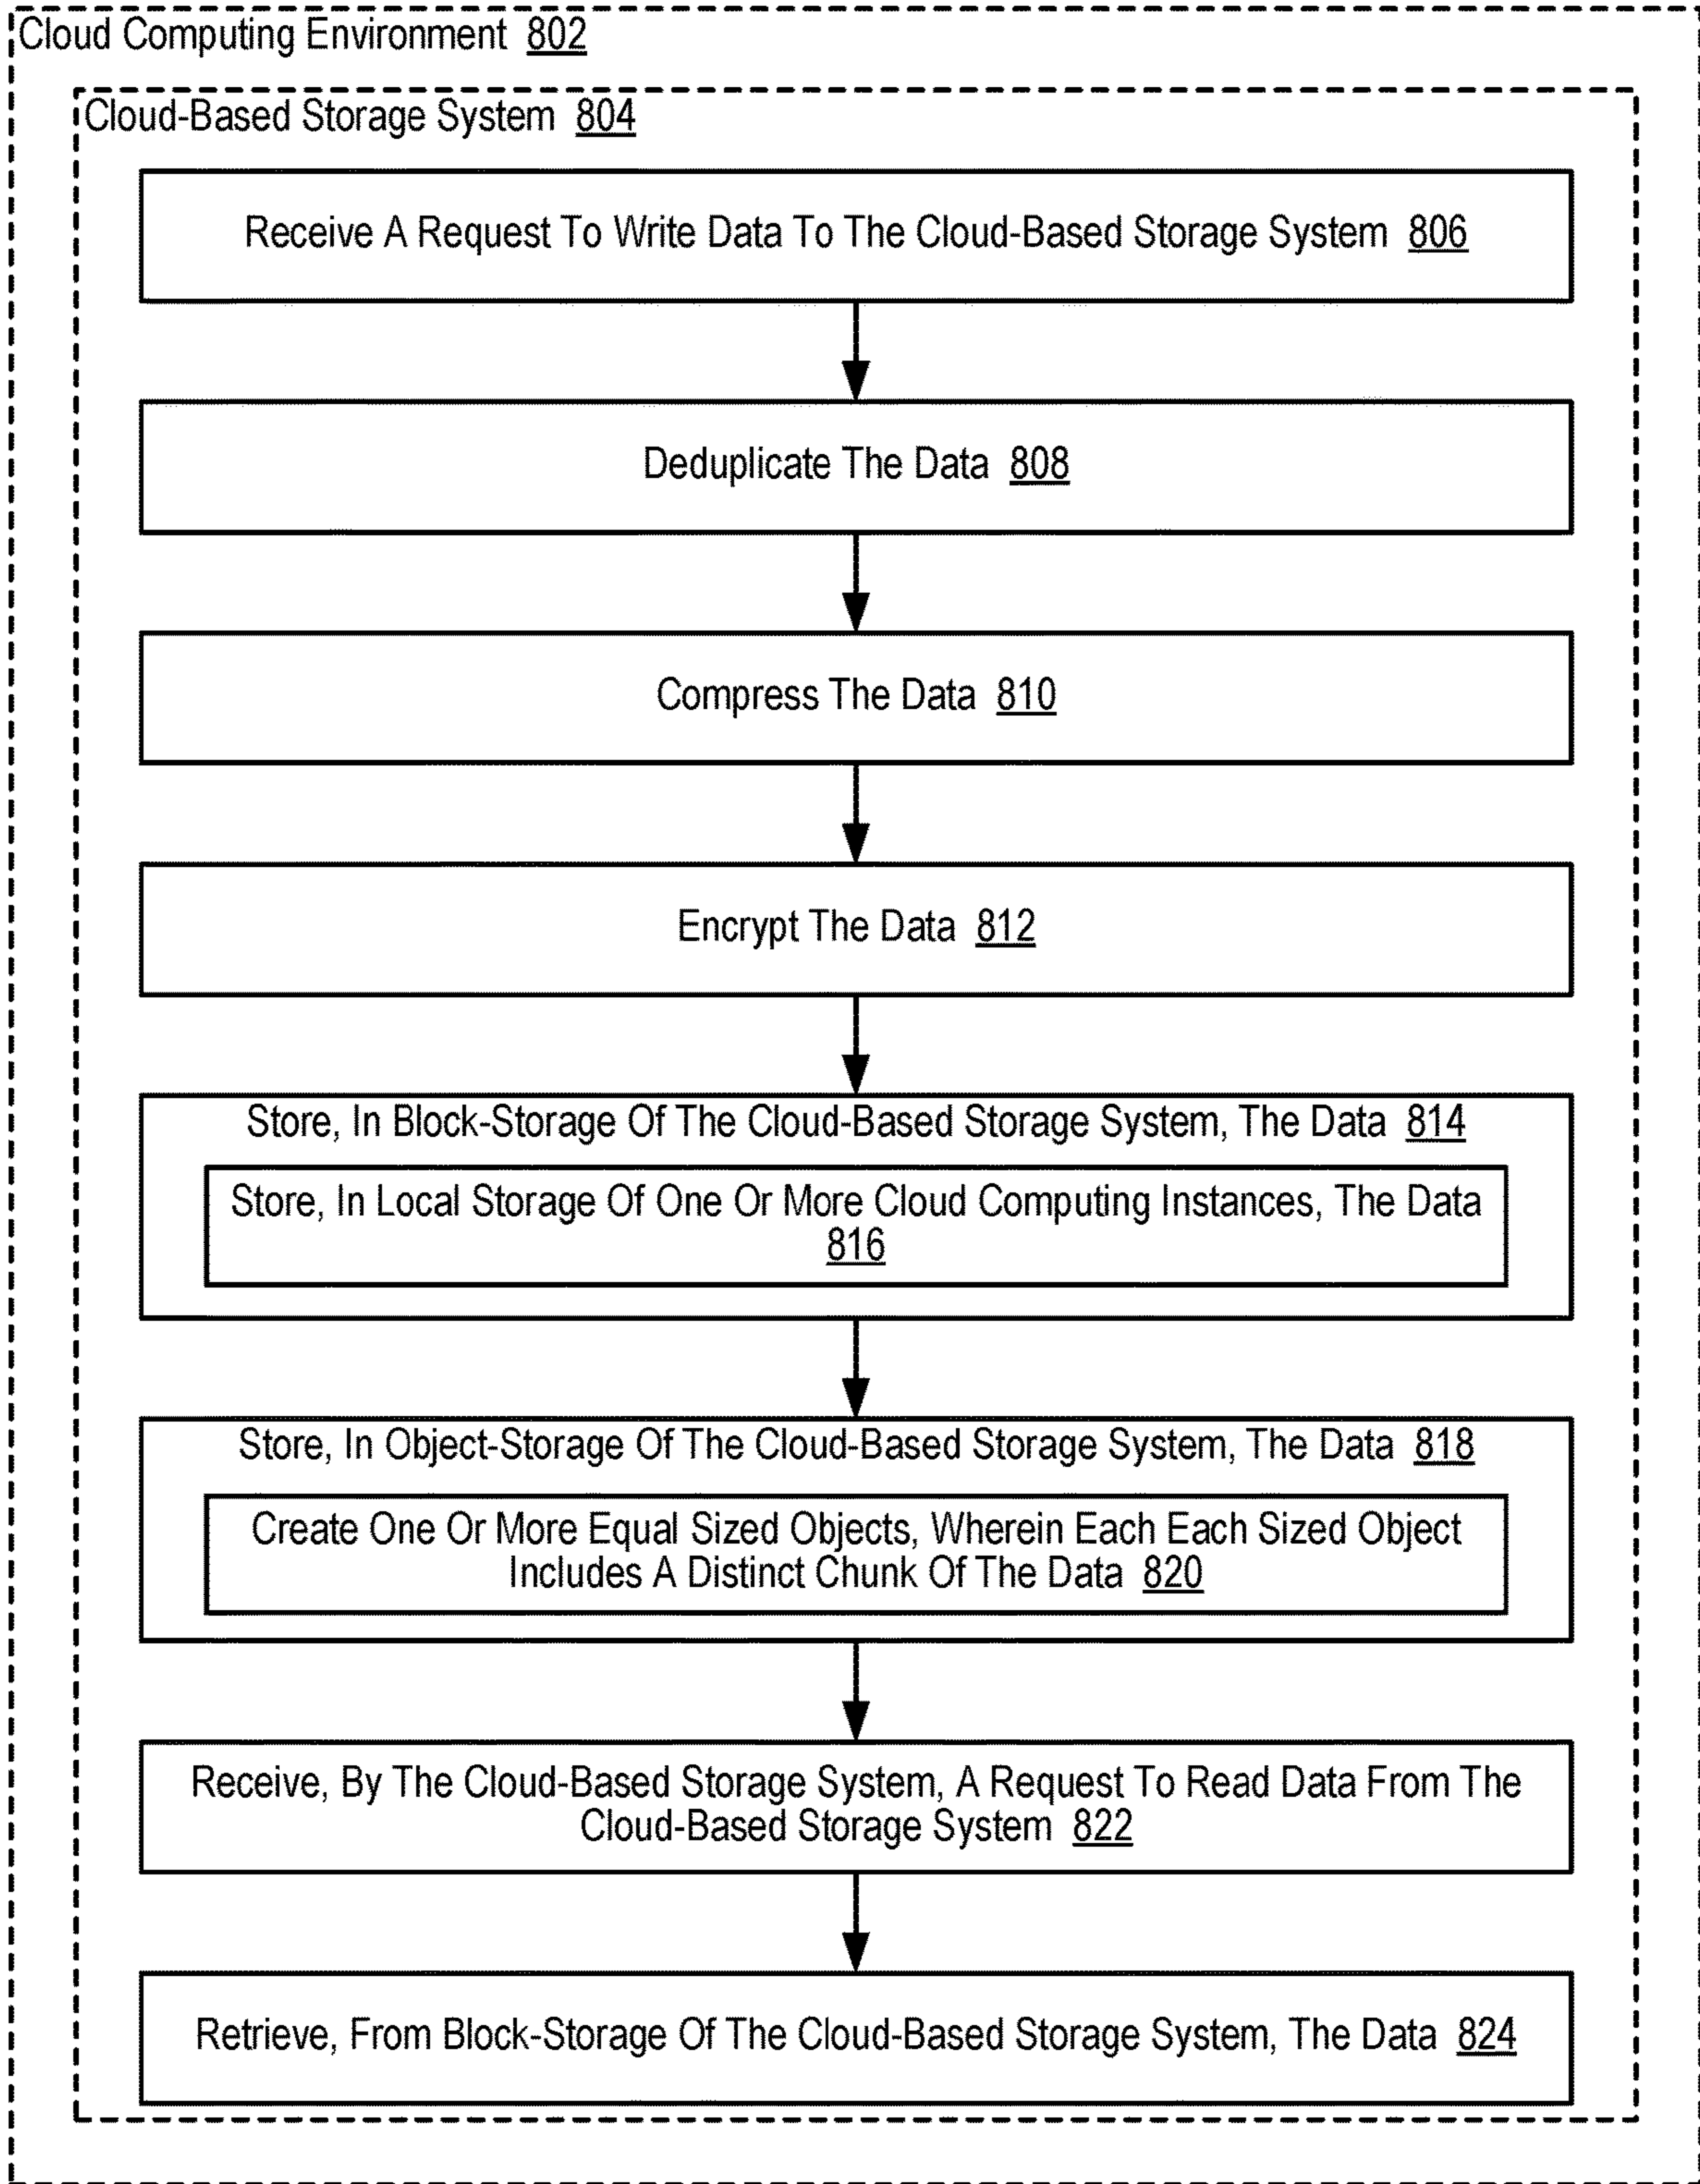 Cloud Computing Environment 802
Cloud-Based Storage System 804
Receive A Request To Write Data To The Cloud-Based Storage System 806
Deduplicate The Data 808
Compress The Data 810
Encrypt The Data 812
Store, In Block-Storage Of The Cloud-Based Storage System, The Data 814
Store, In Local Storage Of One Or More Cloud Computing Instances, The Data
816
Store, In Object-Storage Of The Cloud-Based Storage System, The Data 818
Create One Or More Equal Sized Objects, Wherein Each Each Sized Object
Includes A Distinct Chunk Of The Data 820
Receive, By The Cloud-Based Storage System, A Request To Read Data From The
Cloud-Based Storage System 822
Retrieve, From Block-Storage Of The Cloud-Based Storage System, The Data 824